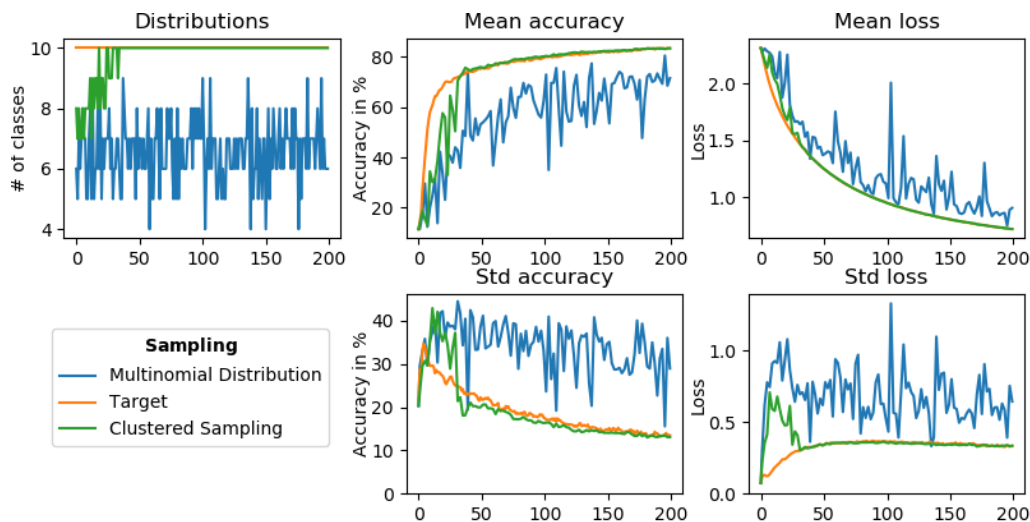 Distributions
# of classes
10
8
6
4
0 50 100 150 200
Mean accuracy
Accuracy in %
80
60
40
20
0 50 100 150 200
Mean loss
Loss
2.0
1.5
1.0
0 50 100 150 200
Sampling
Multinomial Distribution
Target
Clustered Sampling
Std accuracy
Accuracy in %
40
30
20
10
0
0 50 100 150 200
Std loss
Loss
1.0
0.5
0.0
0 50 100 150 200